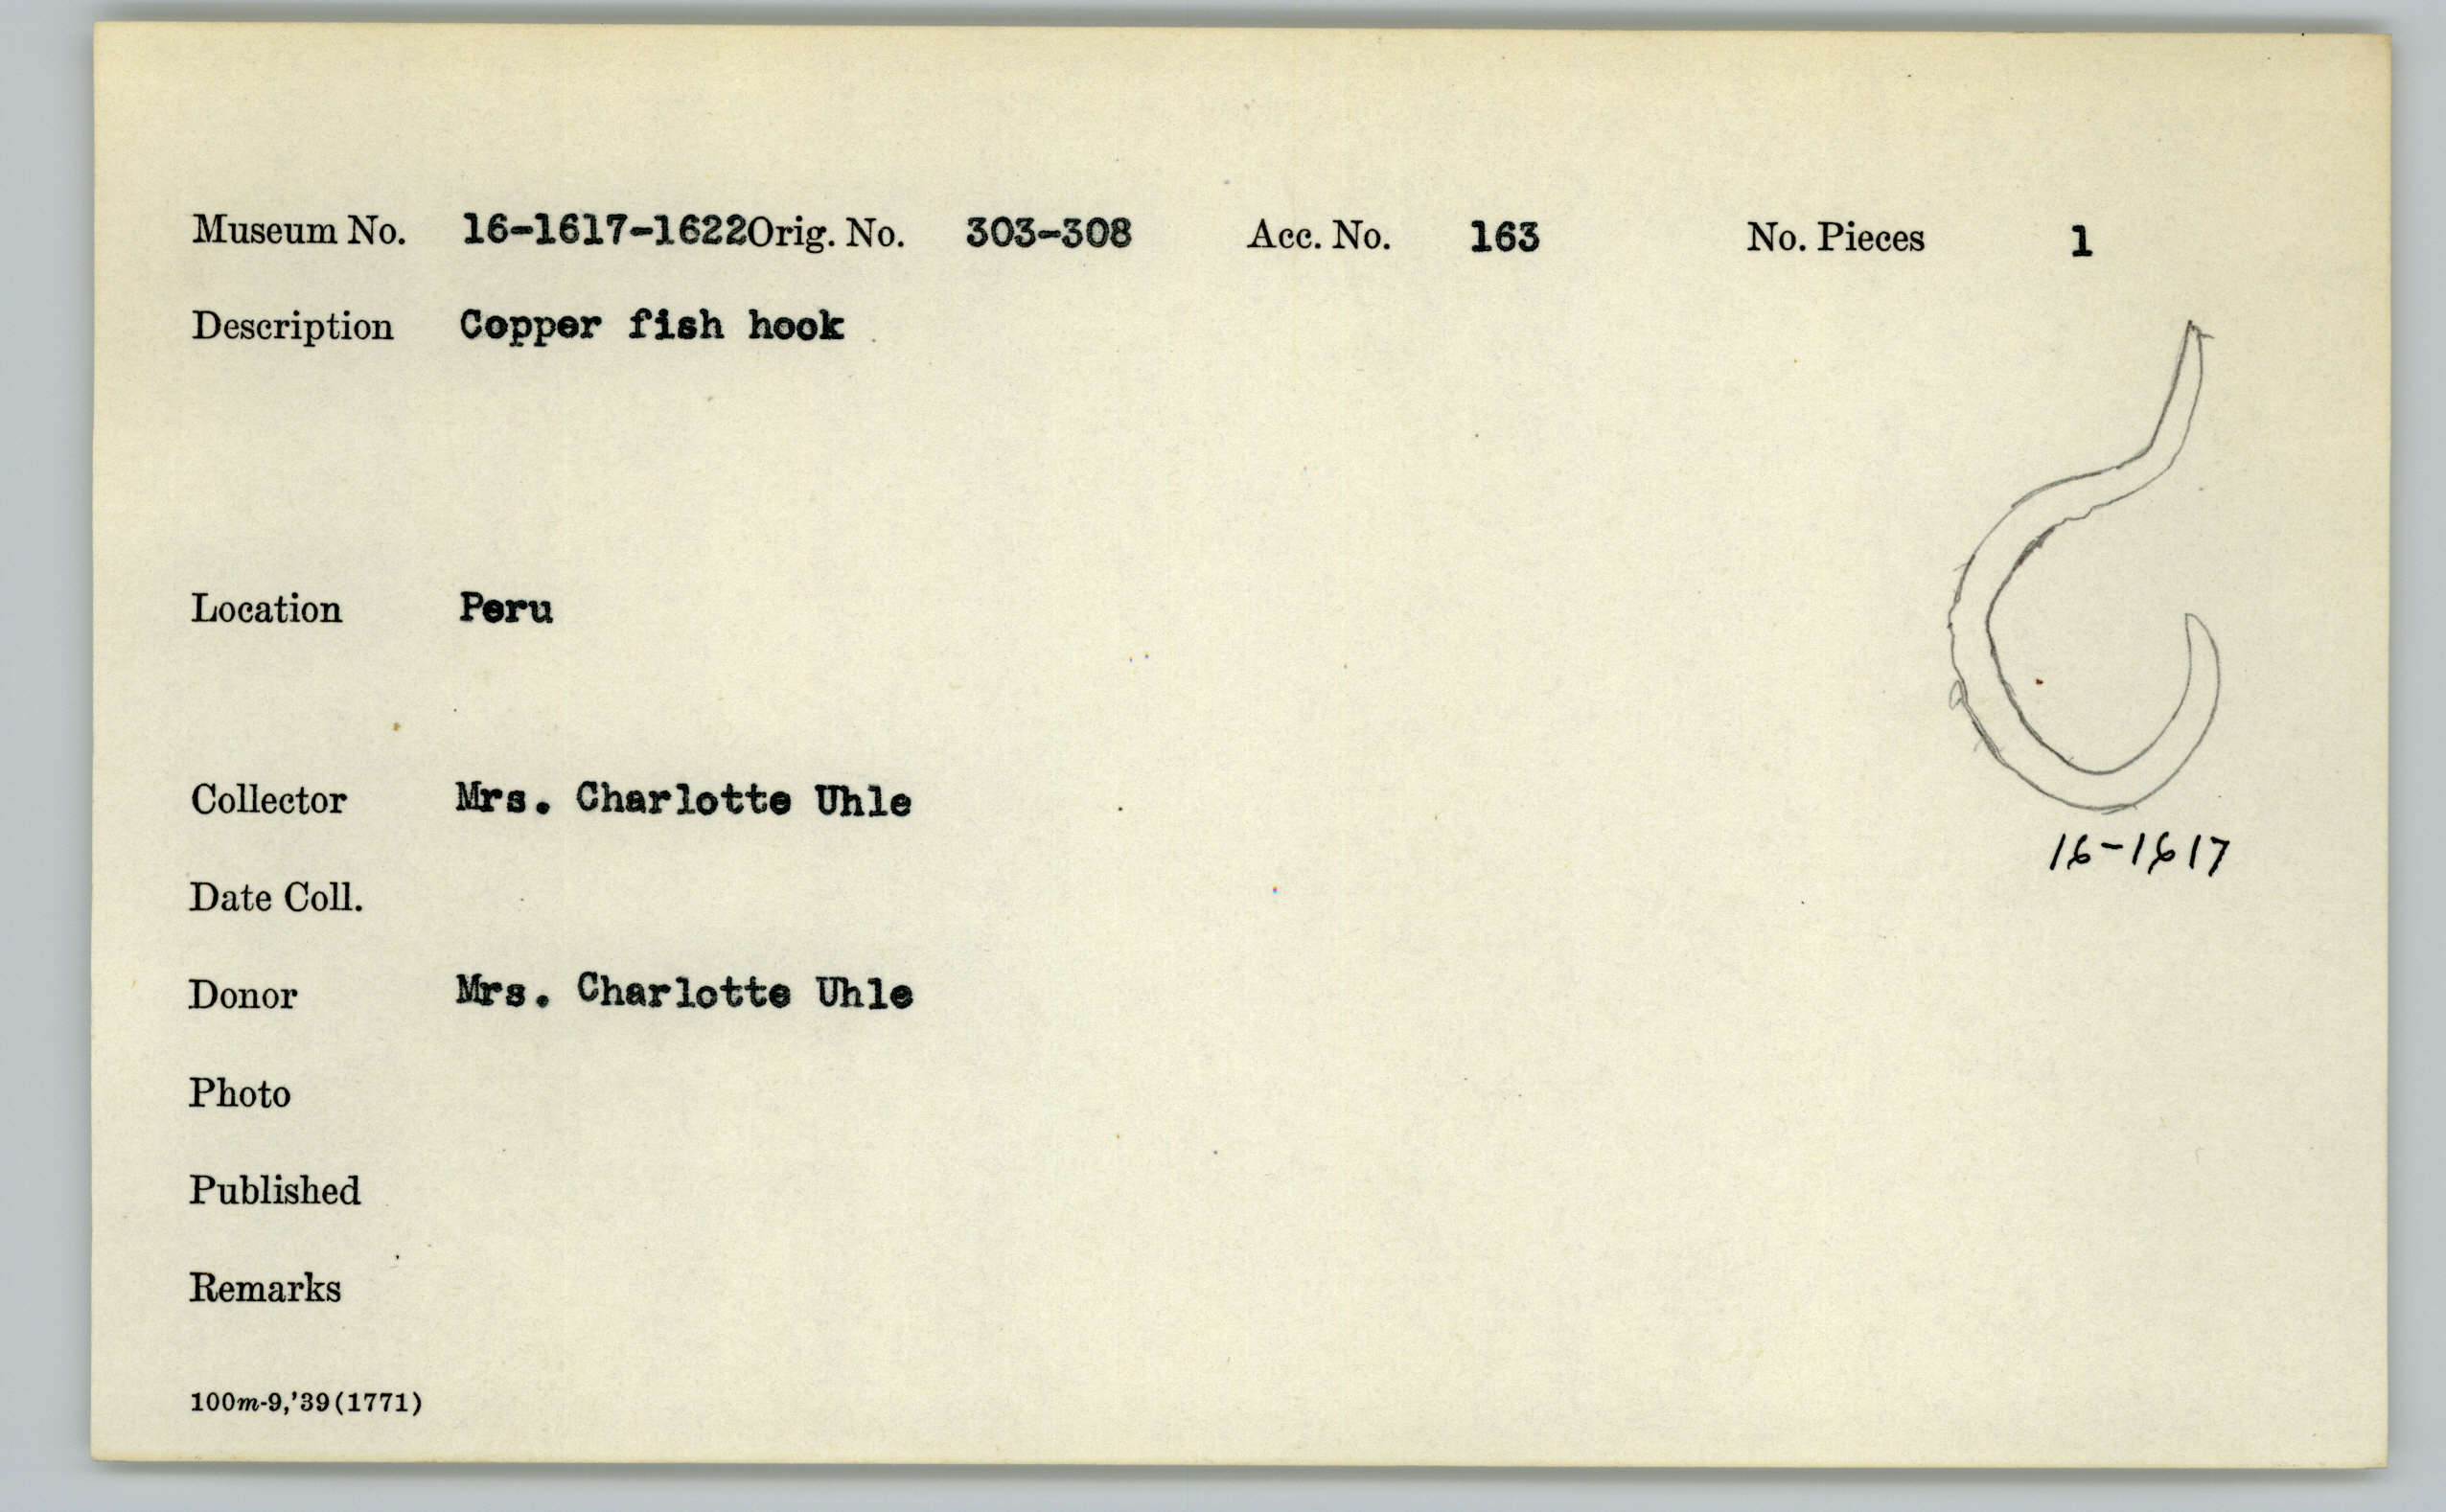 Museum No. 16-1617-1622 Orig. No. 303-308 Acc. No. 163 No. Pieces 1
Description Copper fish hook
Location Peru
Collector Mrs. Charlotte Uhle
16-1617
Date Coll.
Donor Mrs. Charlotte Uhle
Photo
Published
Remarks
100m-9,'39(1771)